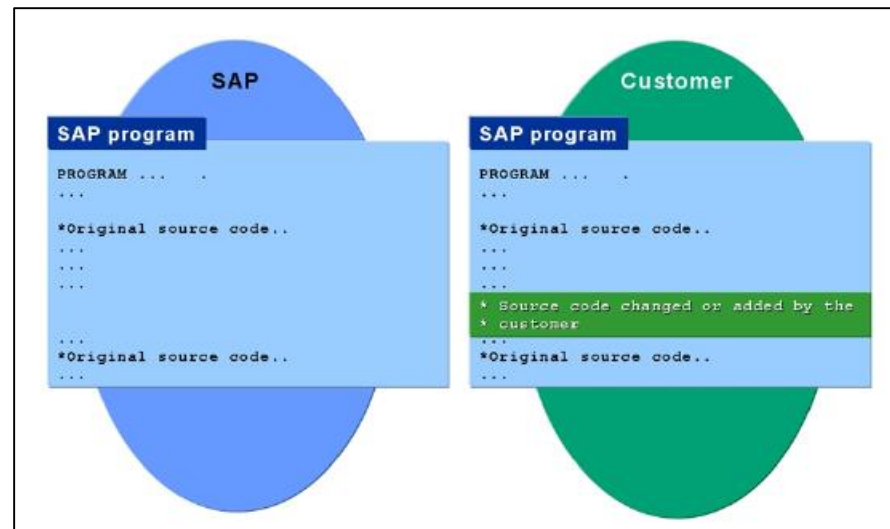 SAP
SAP program
PROGRAM ... .
...
*Original source code..
...
...
...
...
*Original source code..
...
Customer
SAP program
PROGRAM ... .
...
*Original source code..
...
...
...
* Source code changed or added by the
* customer
...
*Original source code..
...